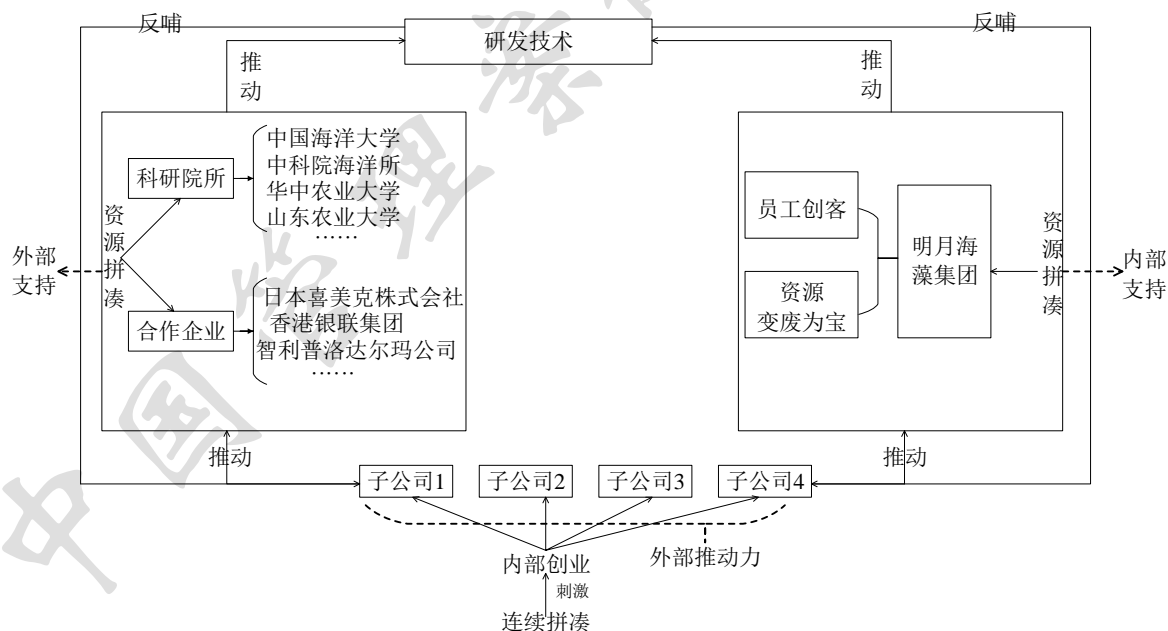 反哺
反哺
研发技术
推动
推动
中国海洋大学
中科院海洋所
华中农业大学
山东农业大学
……
科研院所
资源拼凑
外部
支持
合作企业
日本喜美克株式会社
香港银联集团
智利普洛达尔玛公司
……
员工创客
资源
变废为宝
明月海
藻集团
资源拼凑
内部
支持
推动
推动
子公司1
子公司2
子公司3
子公司4
外部推动力
内部创业
刺激
连续拼凑